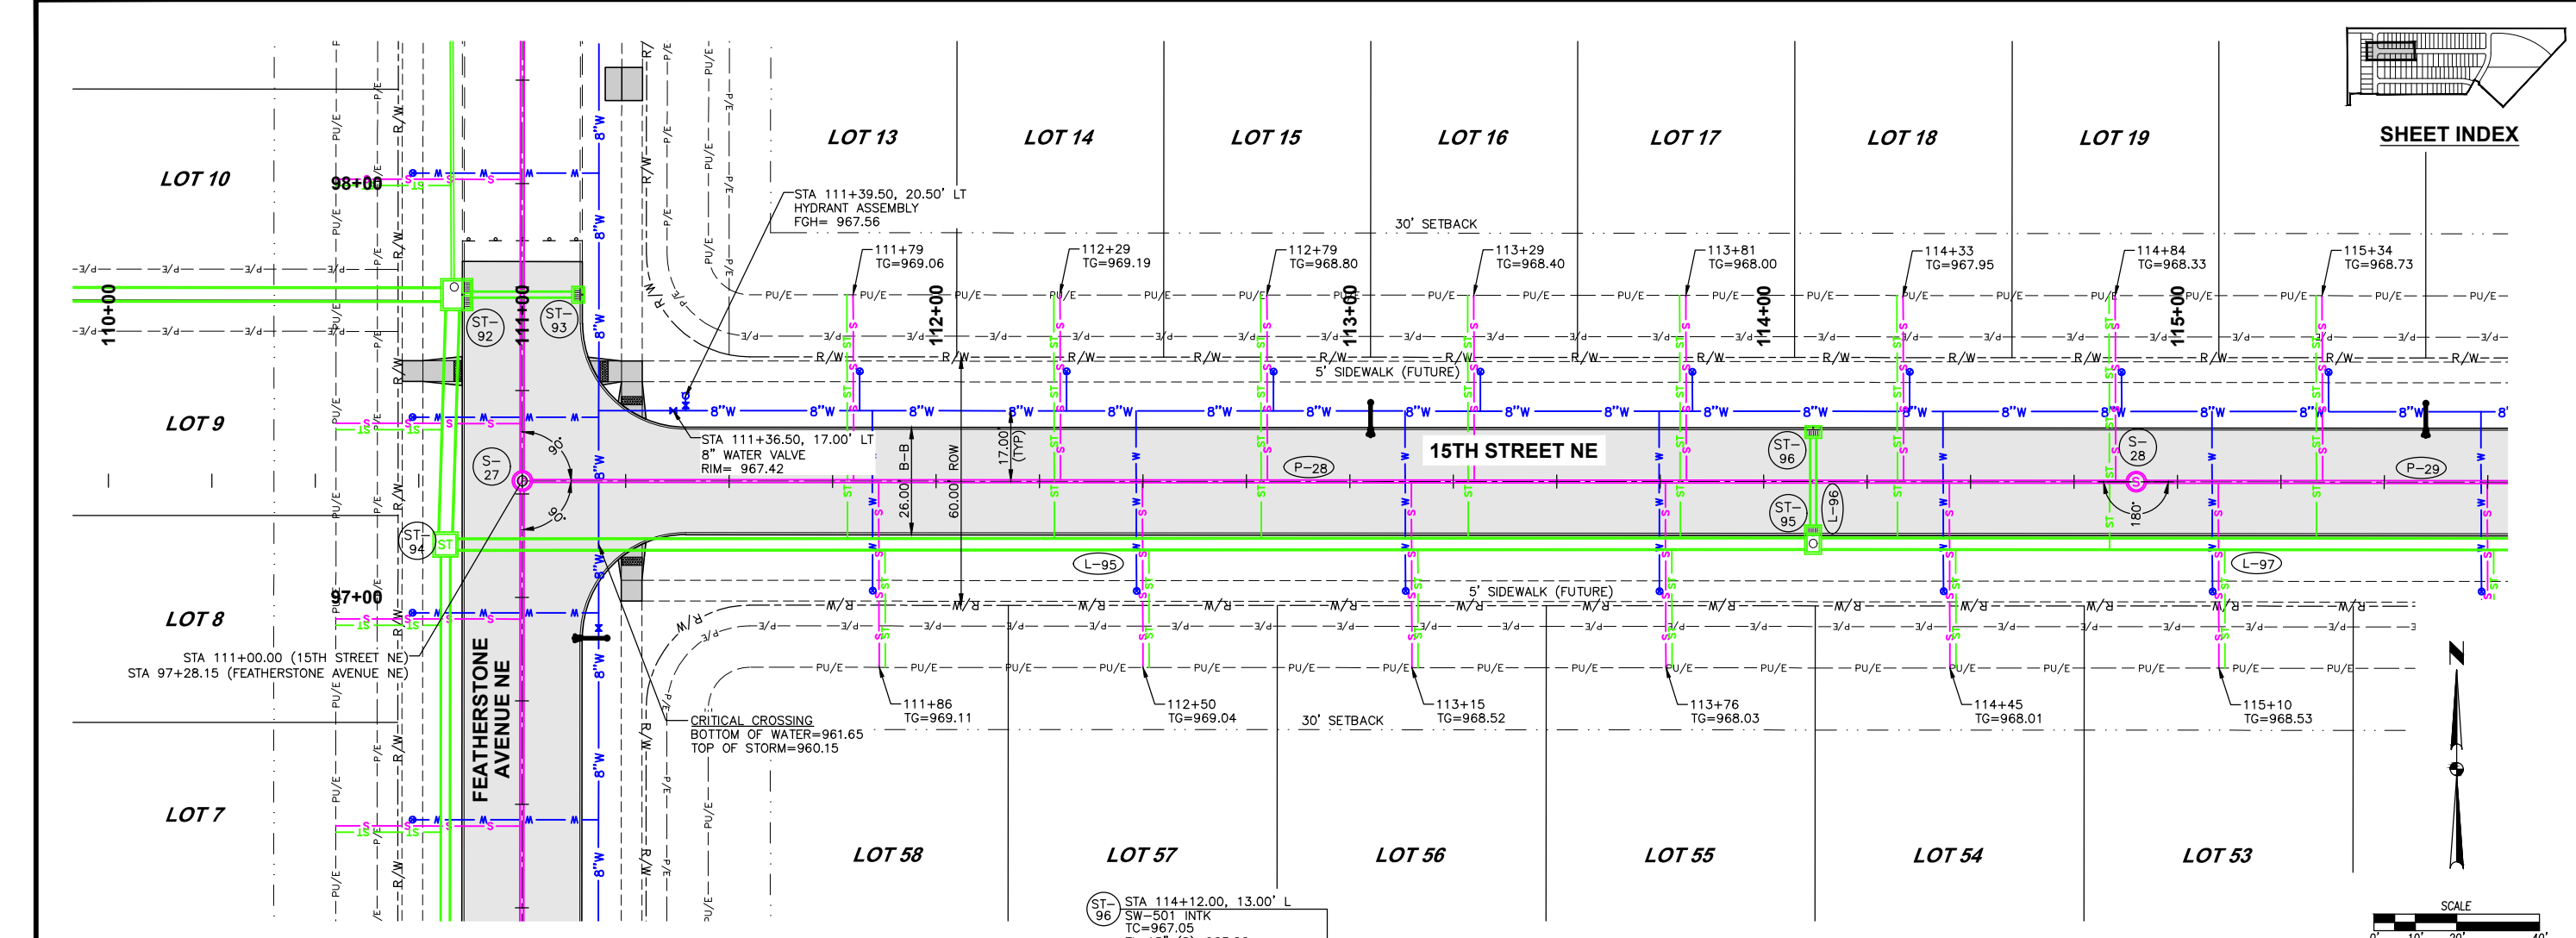 SHEET INDEX
LOT 13
LOT 14
LOT 15
LOT 16
LOT 17
LOT 18
LOT 19
LOT 10
98+00
STA 111+39.50, 20.50' LT
HYDRANT ASSEMBLY
FGH= 967.56
30' SETBACK
111+79
TG=969.06
112+29
TG=969.19
112+79
TG=968.80
113+29
TG=968.40
113+81
TG=968.00
114+33
TG=967.95
114+84
TG=968.33
115+34
TG=968.73
110+00
111+00
112+00
113+00
114+00
115+00
ST-92
ST-93
5' SIDEWALK (FUTURE)
LOT 9
90°
S-27
90°
STA 111+36.50, 17.00' LT
8" WATER VALVE
RIM= 967.42
26.00' B-B
60.00' ROW
17.00'
(TYP)
15TH STREET NE
P-28
ST-96
ST-95
L-96
S-28
180°
P-29
ST-94
ST
L-95
L-97
5' SIDEWALK (FUTURE)
97+00
LOT 8
STA 111+00.00 (15TH STREET NE)
STA 97+28.15 (FEATHERSTONE AVENUE NE)
FEATHERSTONE
AVENUE NE
CRITICAL CROSSING
BOTTOM OF WATER=961.65
TOP OF STORM=960.15
111+86
TG=969.11
112+50
TG=969.04
113+15
TG=968.52
113+76
TG=968.03
114+45
TG=968.01
115+10
TG=968.53
30' SETBACK
N
LOT 7
LOT 58
LOT 57
LOT 56
LOT 55
LOT 54
LOT 53
ST-96
STA 114+12.00, 13.00' L
SW-501 INTK
TC=967.05
SCALE
R/W
P/E
PU/E
8"W
W
S
ST